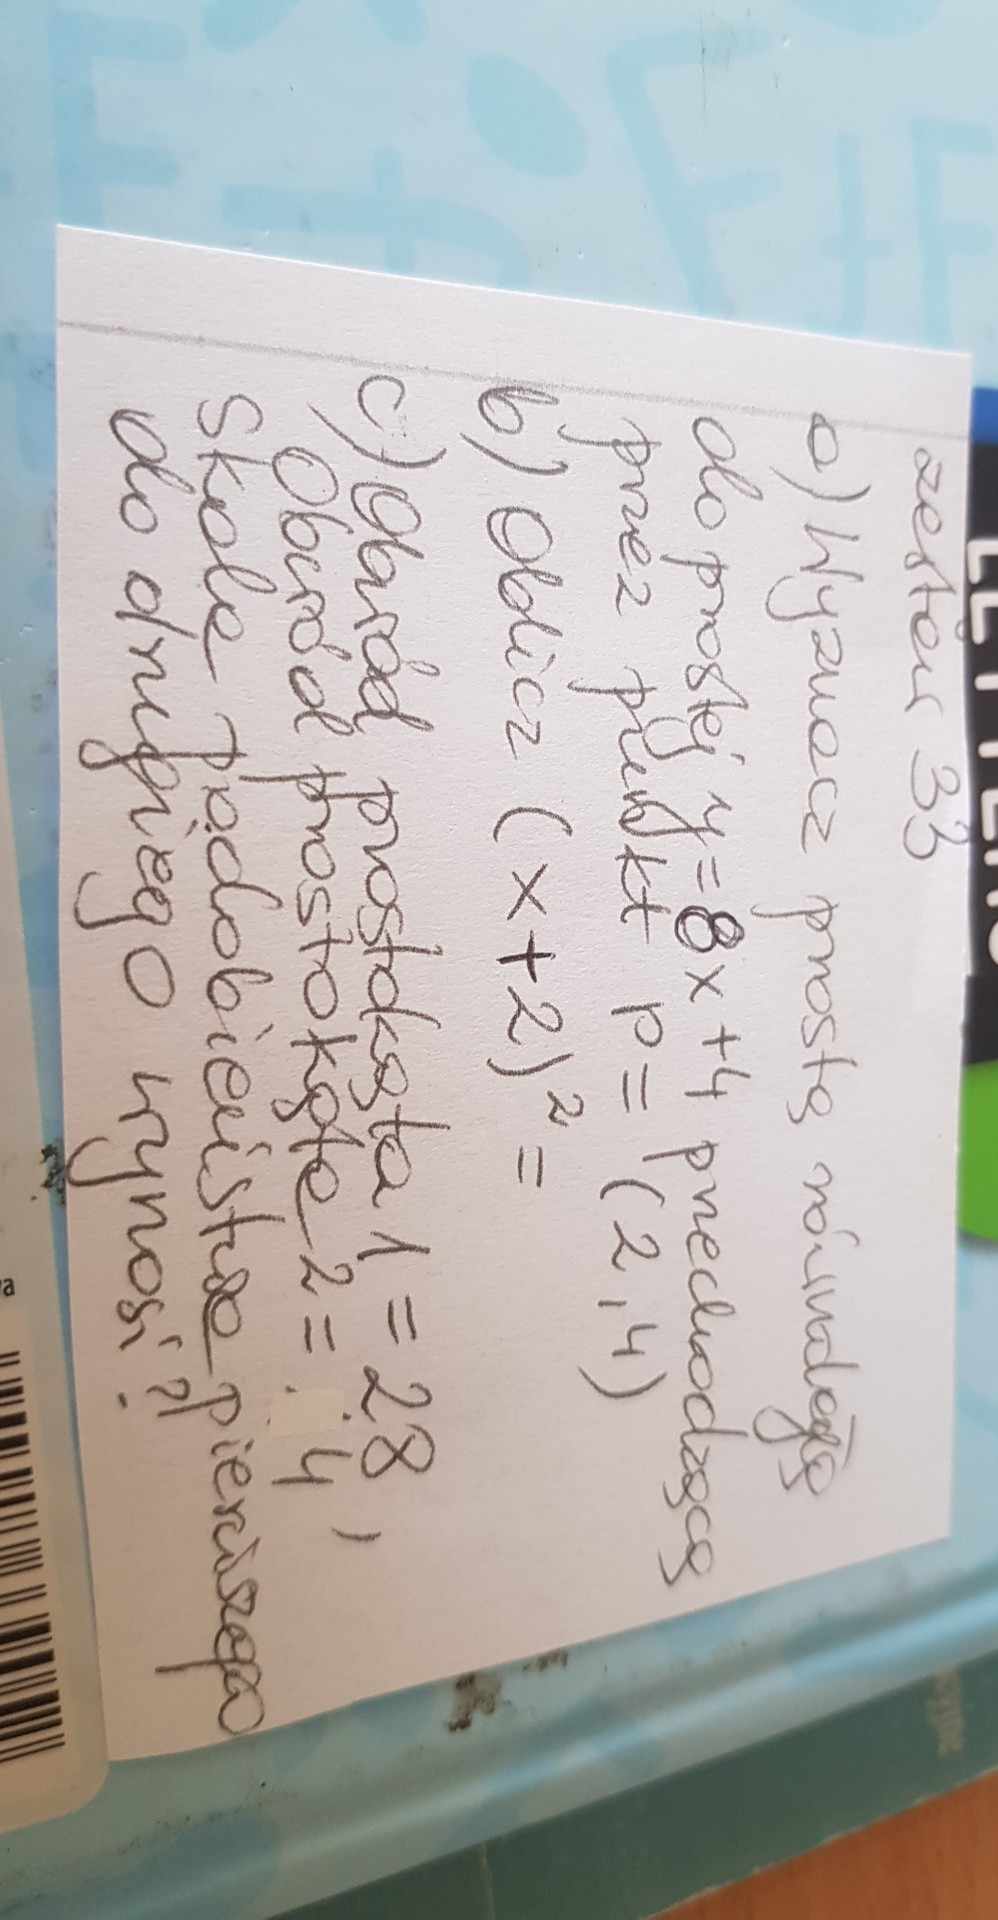 LETTERS
zestaw 33
a) Wyznacz prostą równoległą
do prostej y=8x+4 przechodzącą
przez punkt P= (2,4)
b) Oblicz (x+2)²=
c) Obwód prostokąta 1 = 28,
Obwód prostokąta 2 = 4
Skala podobieństwa pierwszego
do drugiego wynosi?